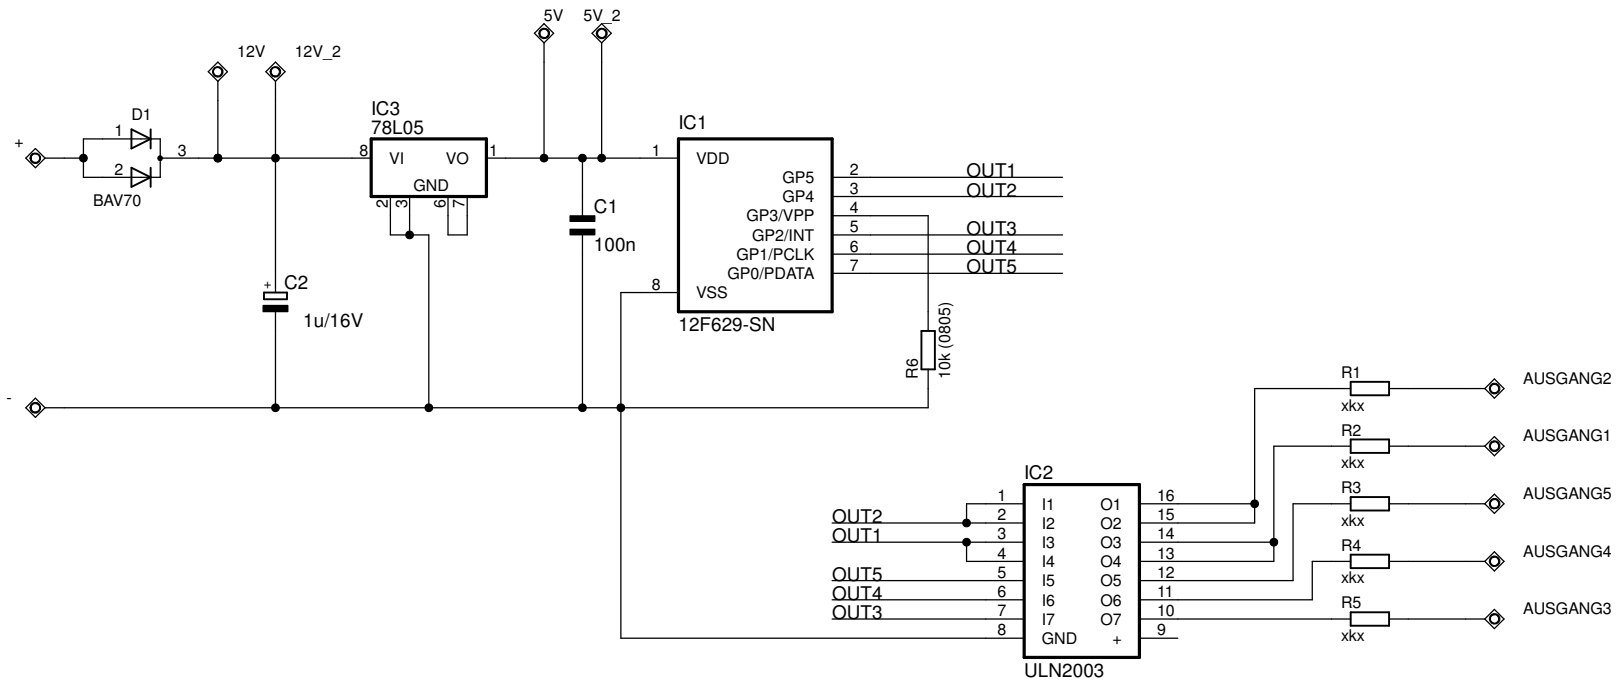 5V 5V_2
12V 12V_2
D1
1
2
3
BAV70
+
-
IC3
78L05
8 VI VO 1
GND
2 3 6 7
C1
100n
+ C2
1u/16V
IC1
1 VDD
GP5 2 OUT1
GP4 3 OUT2
GP3/VPP 4
GP2/INT 5 OUT3
GP1/PCLK 6 OUT4
GP0/PDATA 7 OUT5
8 VSS
12F629-SN
R6
10k (0805)
R1
xkx
AUSGANG2
R2
xkx
AUSGANG1
R3
xkx
AUSGANG5
R4
xkx
AUSGANG4
R5
xkx
AUSGANG3
IC2
1 I1 O1 16
OUT2 2 I2 O2 15
OUT1 3 I3 O3 14
4 I4 O4 13
OUT5 5 I5 O5 12
OUT4 6 I6 O6 11
OUT3 7 I7 O7 10
8 GND + 9
ULN2003